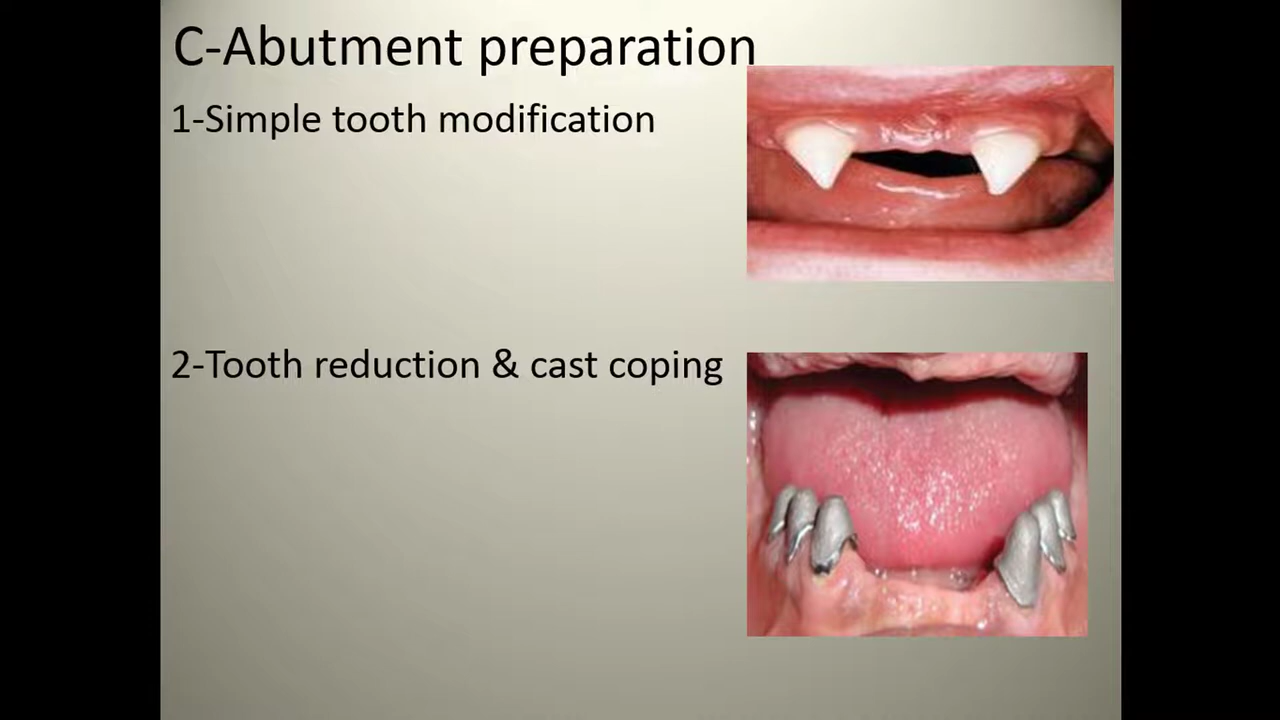 C-Abutment preparation
1-Simple tooth modification
2-Tooth reduction & cast coping